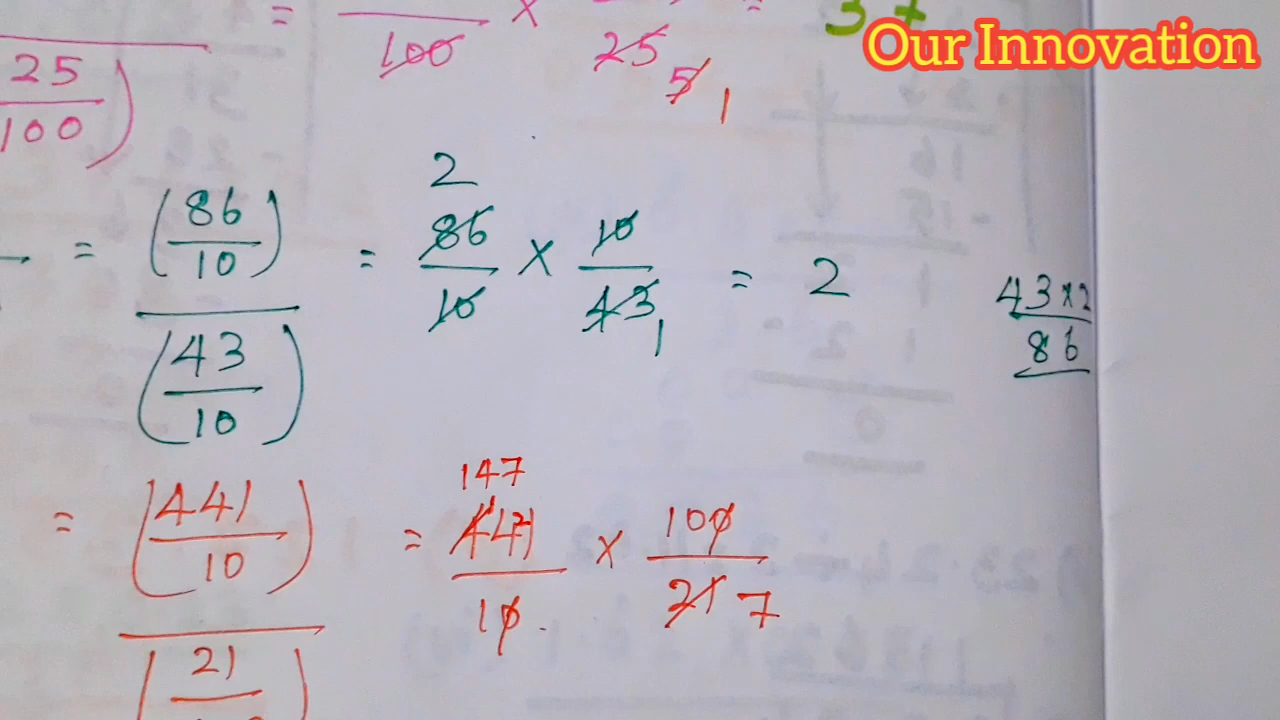 Our Innovation
= × = 37
100 25 5 1
25
100 )
2
= (86/10) = 86/10 × 10/43 = 2
(43/10) 1
43×2
86
147
= (441/10) = 441/10 × 100/21 7
(21